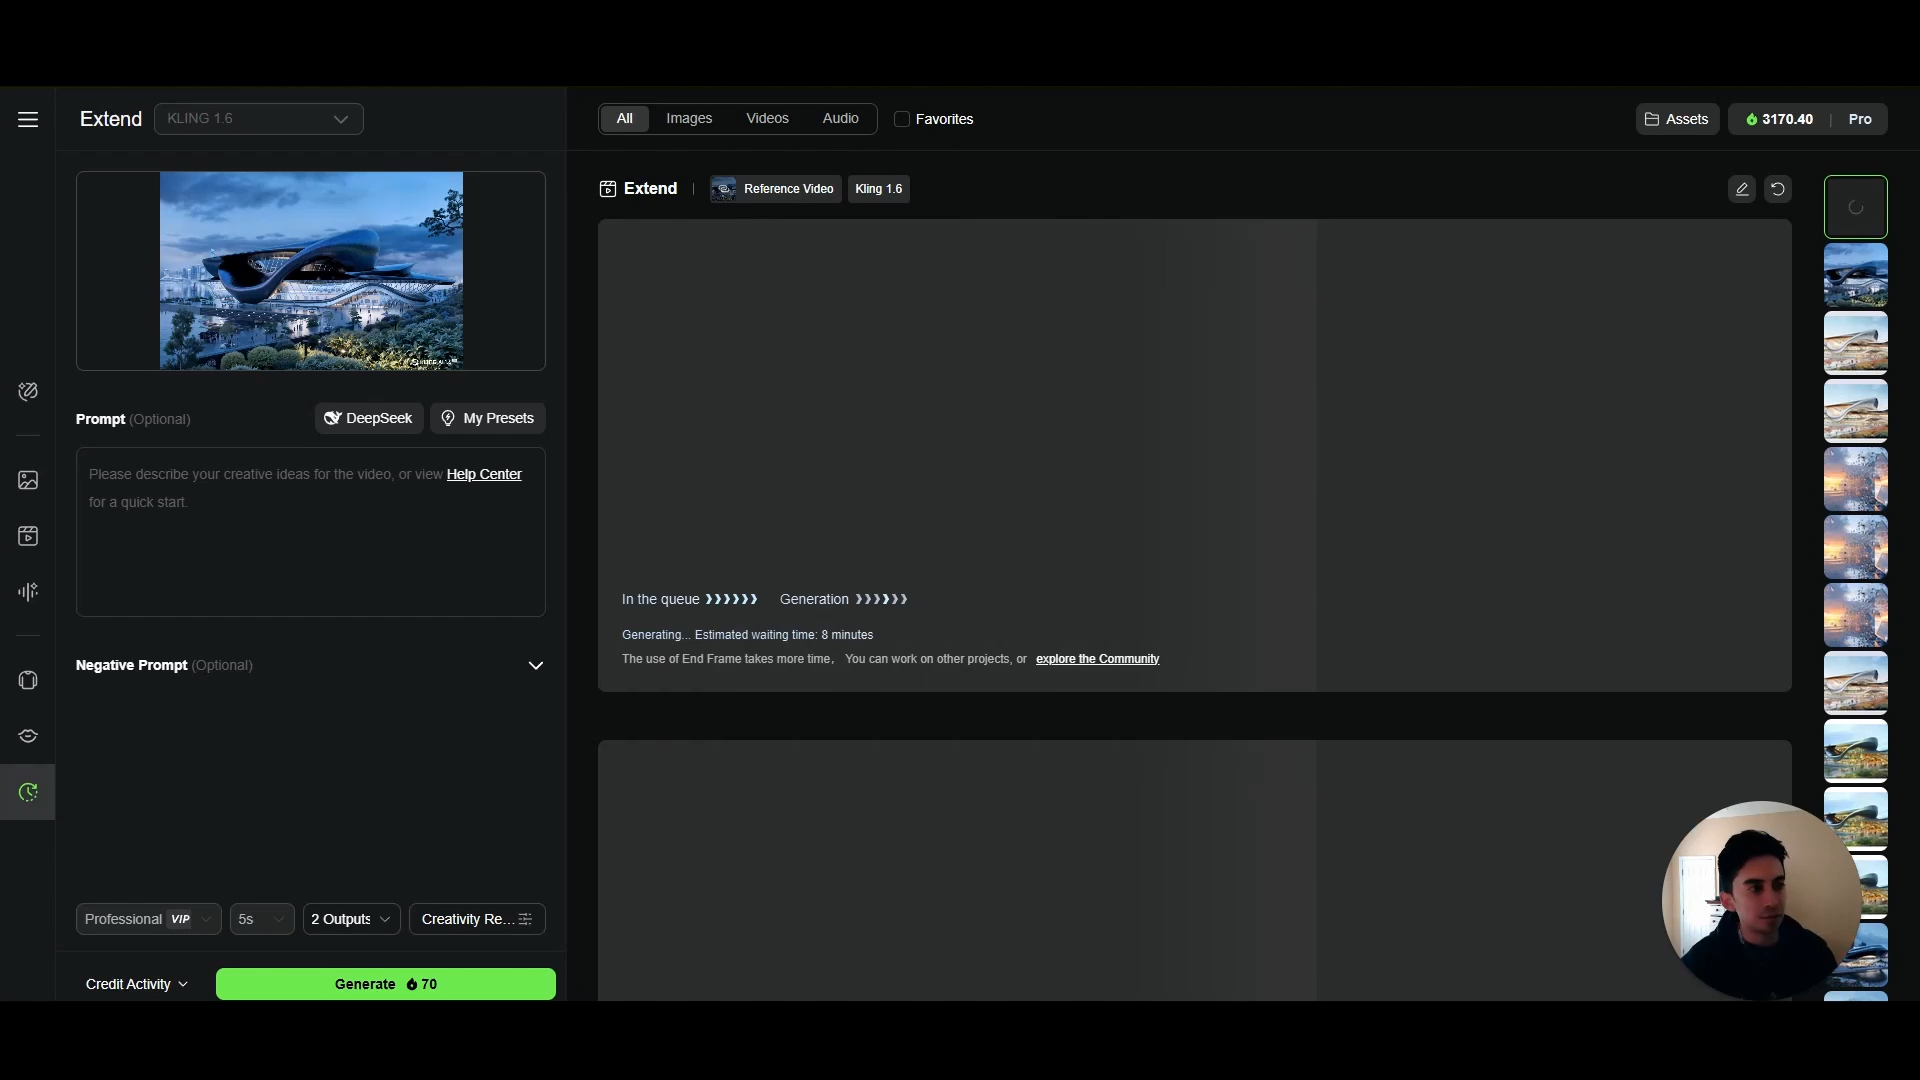 Extend
KLING 1.6
All
Images
Videos
Audio
Favorites
Assets
3170.40 | Pro
Extend
Reference Video
Kling 1.6
Prompt (Optional)
DeepSeek
My Presets
Please describe your creative ideas for the video, or view Help Center
for a quick start.
In the queue
Generation
Generating... Estimated waiting time: 8 minutes
The use of End Frame takes more time， You can work on other projects, or explore the Community
Negative Prompt (Optional)
Professional VIP
5s
2 Outputs
Creativity Re...
Credit Activity
Generate 70